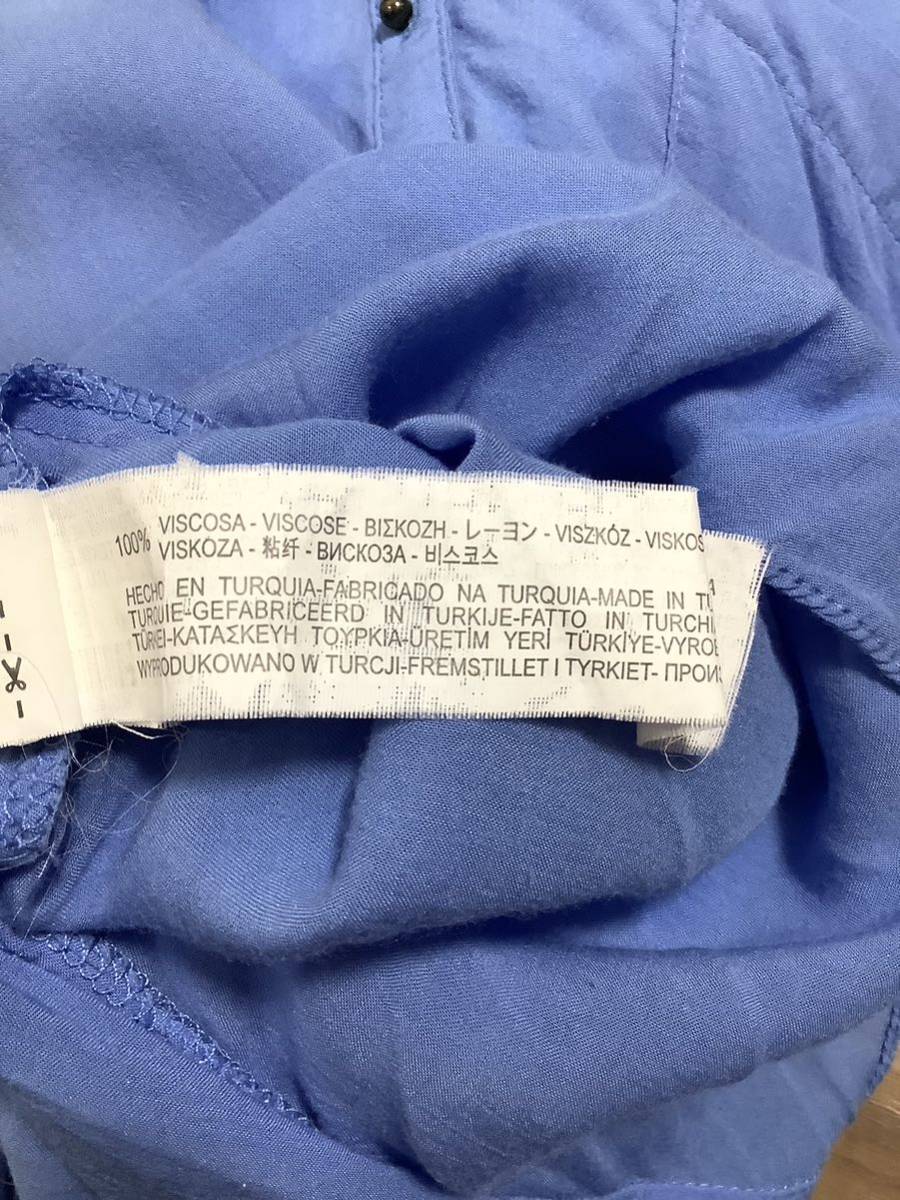 100% VISCOSA - VISCOSE - ΒΙΣΚΟΖΗ - レーヨン - VISZKÓZ - VISKOS
VISKÓZA - 粘纤 - ВИСКОЗА - 비스코스
HECHO EN TURQUIA-FABRICADO NA TURQUIA-MADE IN TU
TURQUIE-GEFABRICEERD IN TURKIJE-FATTO IN TURCHI
TÜRKEI-ΚΑΤΑΣΚΕΥΗ ΤΟΥΡΚΙΑ-ÜRETİM YERİ TÜRKİYE-VYROB
WYPRODUKOWANO W TURCJI-FREMSTILLET I TYRKIET- ПРОИЗ
A